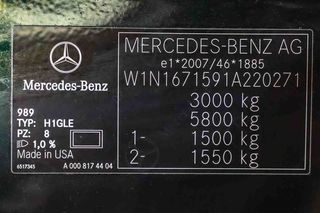 MERCEDES-BENZ AG
e1*2007/46*1885
W1N1671591A220271
3000 kg
5800 kg
1- 1500 kg
2- 1550 kg
Mercedes-Benz
989
TYP: H1GLE
PZ: 8
1,0 %
Made in USA
6517345 A 000 817 44 04